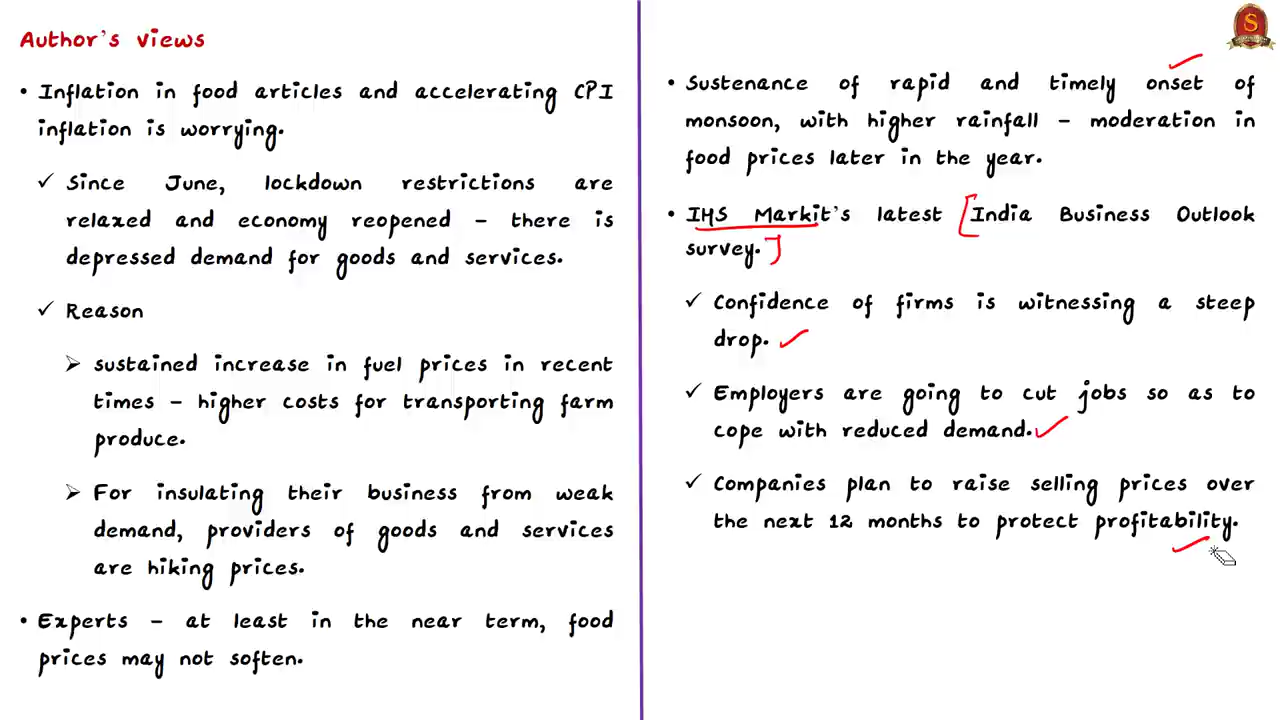 Author's views
• Inflation in food articles and accelerating CPI
inflation is worrying.
✓ Since June, lockdown restrictions are
relaxed and economy reopened – there is
depressed demand for goods and services.
✓ Reason
➢ sustained increase in fuel prices in recent
times – higher costs for transporting farm
produce.
➢ For insulating their business from weak
demand, providers of goods and services
are hiking prices.
• Experts – at least in the near term, food
prices may not soften.
• Sustenance of rapid and timely onset of
monsoon, with higher rainfall – moderation in
food prices later in the year.
• IHS Markit's latest [India Business Outlook
survey.]
✓ Confidence of firms is witnessing a steep
drop.
✓ Employers are going to cut jobs so as to
cope with reduced demand.
✓ Companies plan to raise selling prices over
the next 12 months to protect profitability.
S